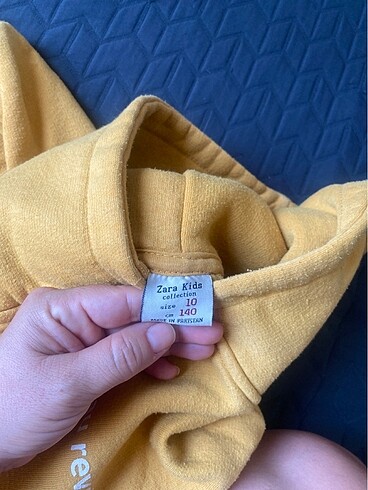 Zara Kids
collection
size 10
cm 140
MADE IN PAKISTAN
rev